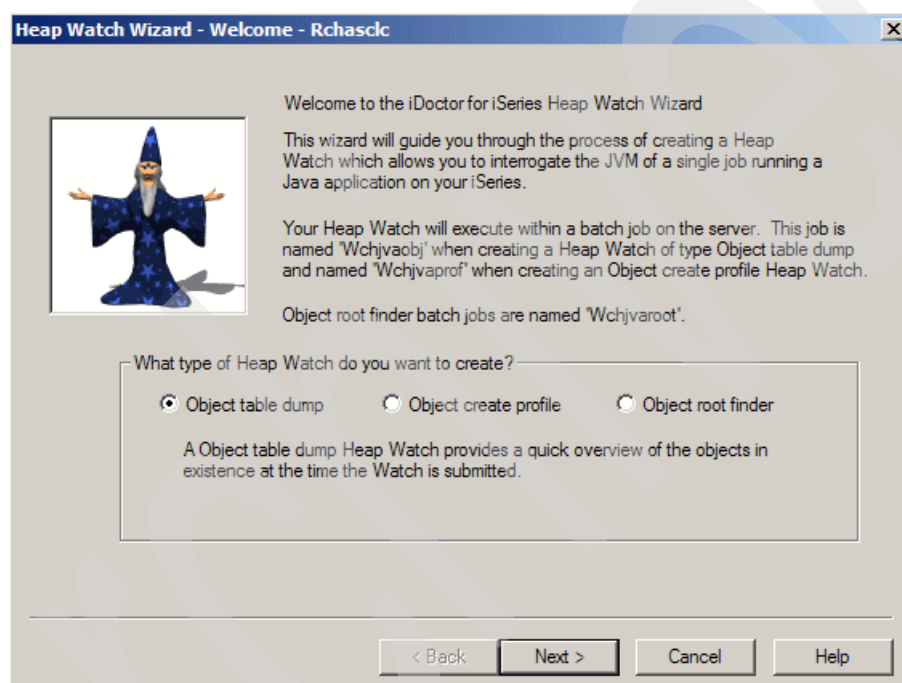 Heap Watch Wizard - Welcome - Rchasclc
Welcome to the iDoctor for iSeries Heap Watch Wizard
This wizard will guide you through the process of creating a Heap
Watch which allows you to interrogate the JVM of a single job running a
Java application on your iSeries.
Your Heap Watch will execute within a batch job on the server.  This job is
named 'Wchjvaobj' when creating a Heap Watch of type Object table dump
and named 'Wchjvaprof' when creating an Object create profile Heap Watch.
Object root finder batch jobs are named 'Wchjvaroot'.
What type of Heap Watch do you want to create?
Object table dump Object create profile Object root finder
A Object table dump Heap Watch provides a quick overview of the objects in
existence at the time the Watch is submitted.
< Back Next > Cancel Help